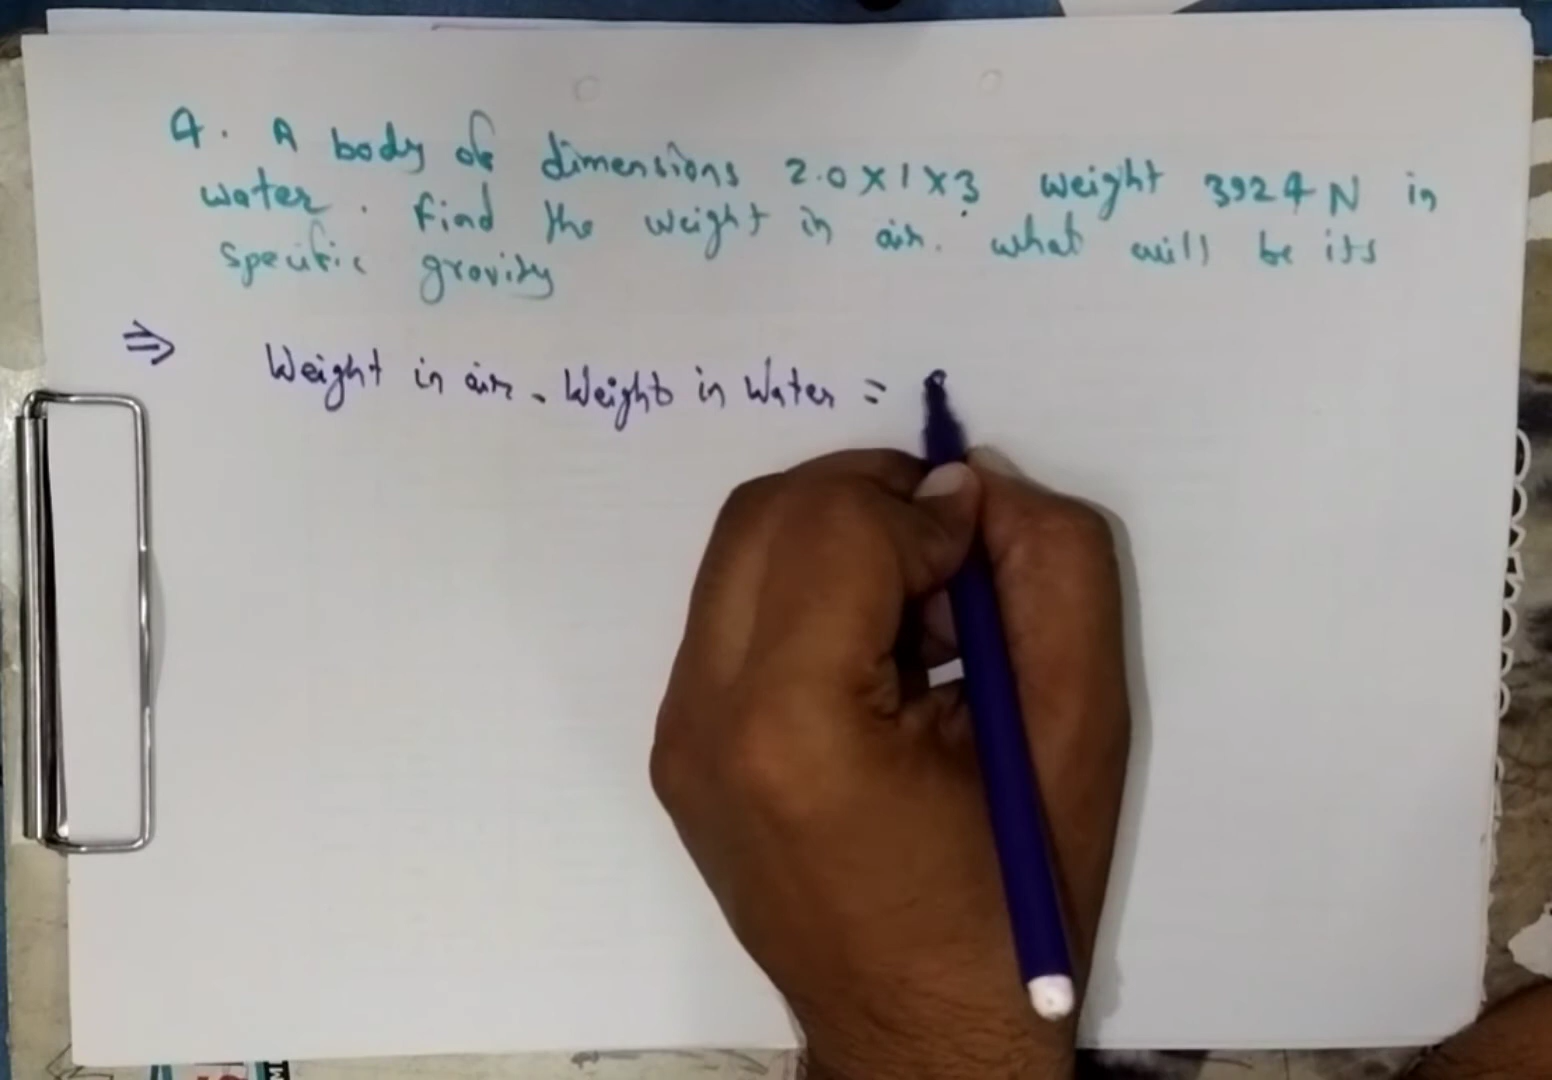 Q. A body of dimensions 2.0 x 1 x 3 weight 3924 N in
water. Find the weight in air. what will be its
specific gravity
⇒ Weight in air - Weight in Water =